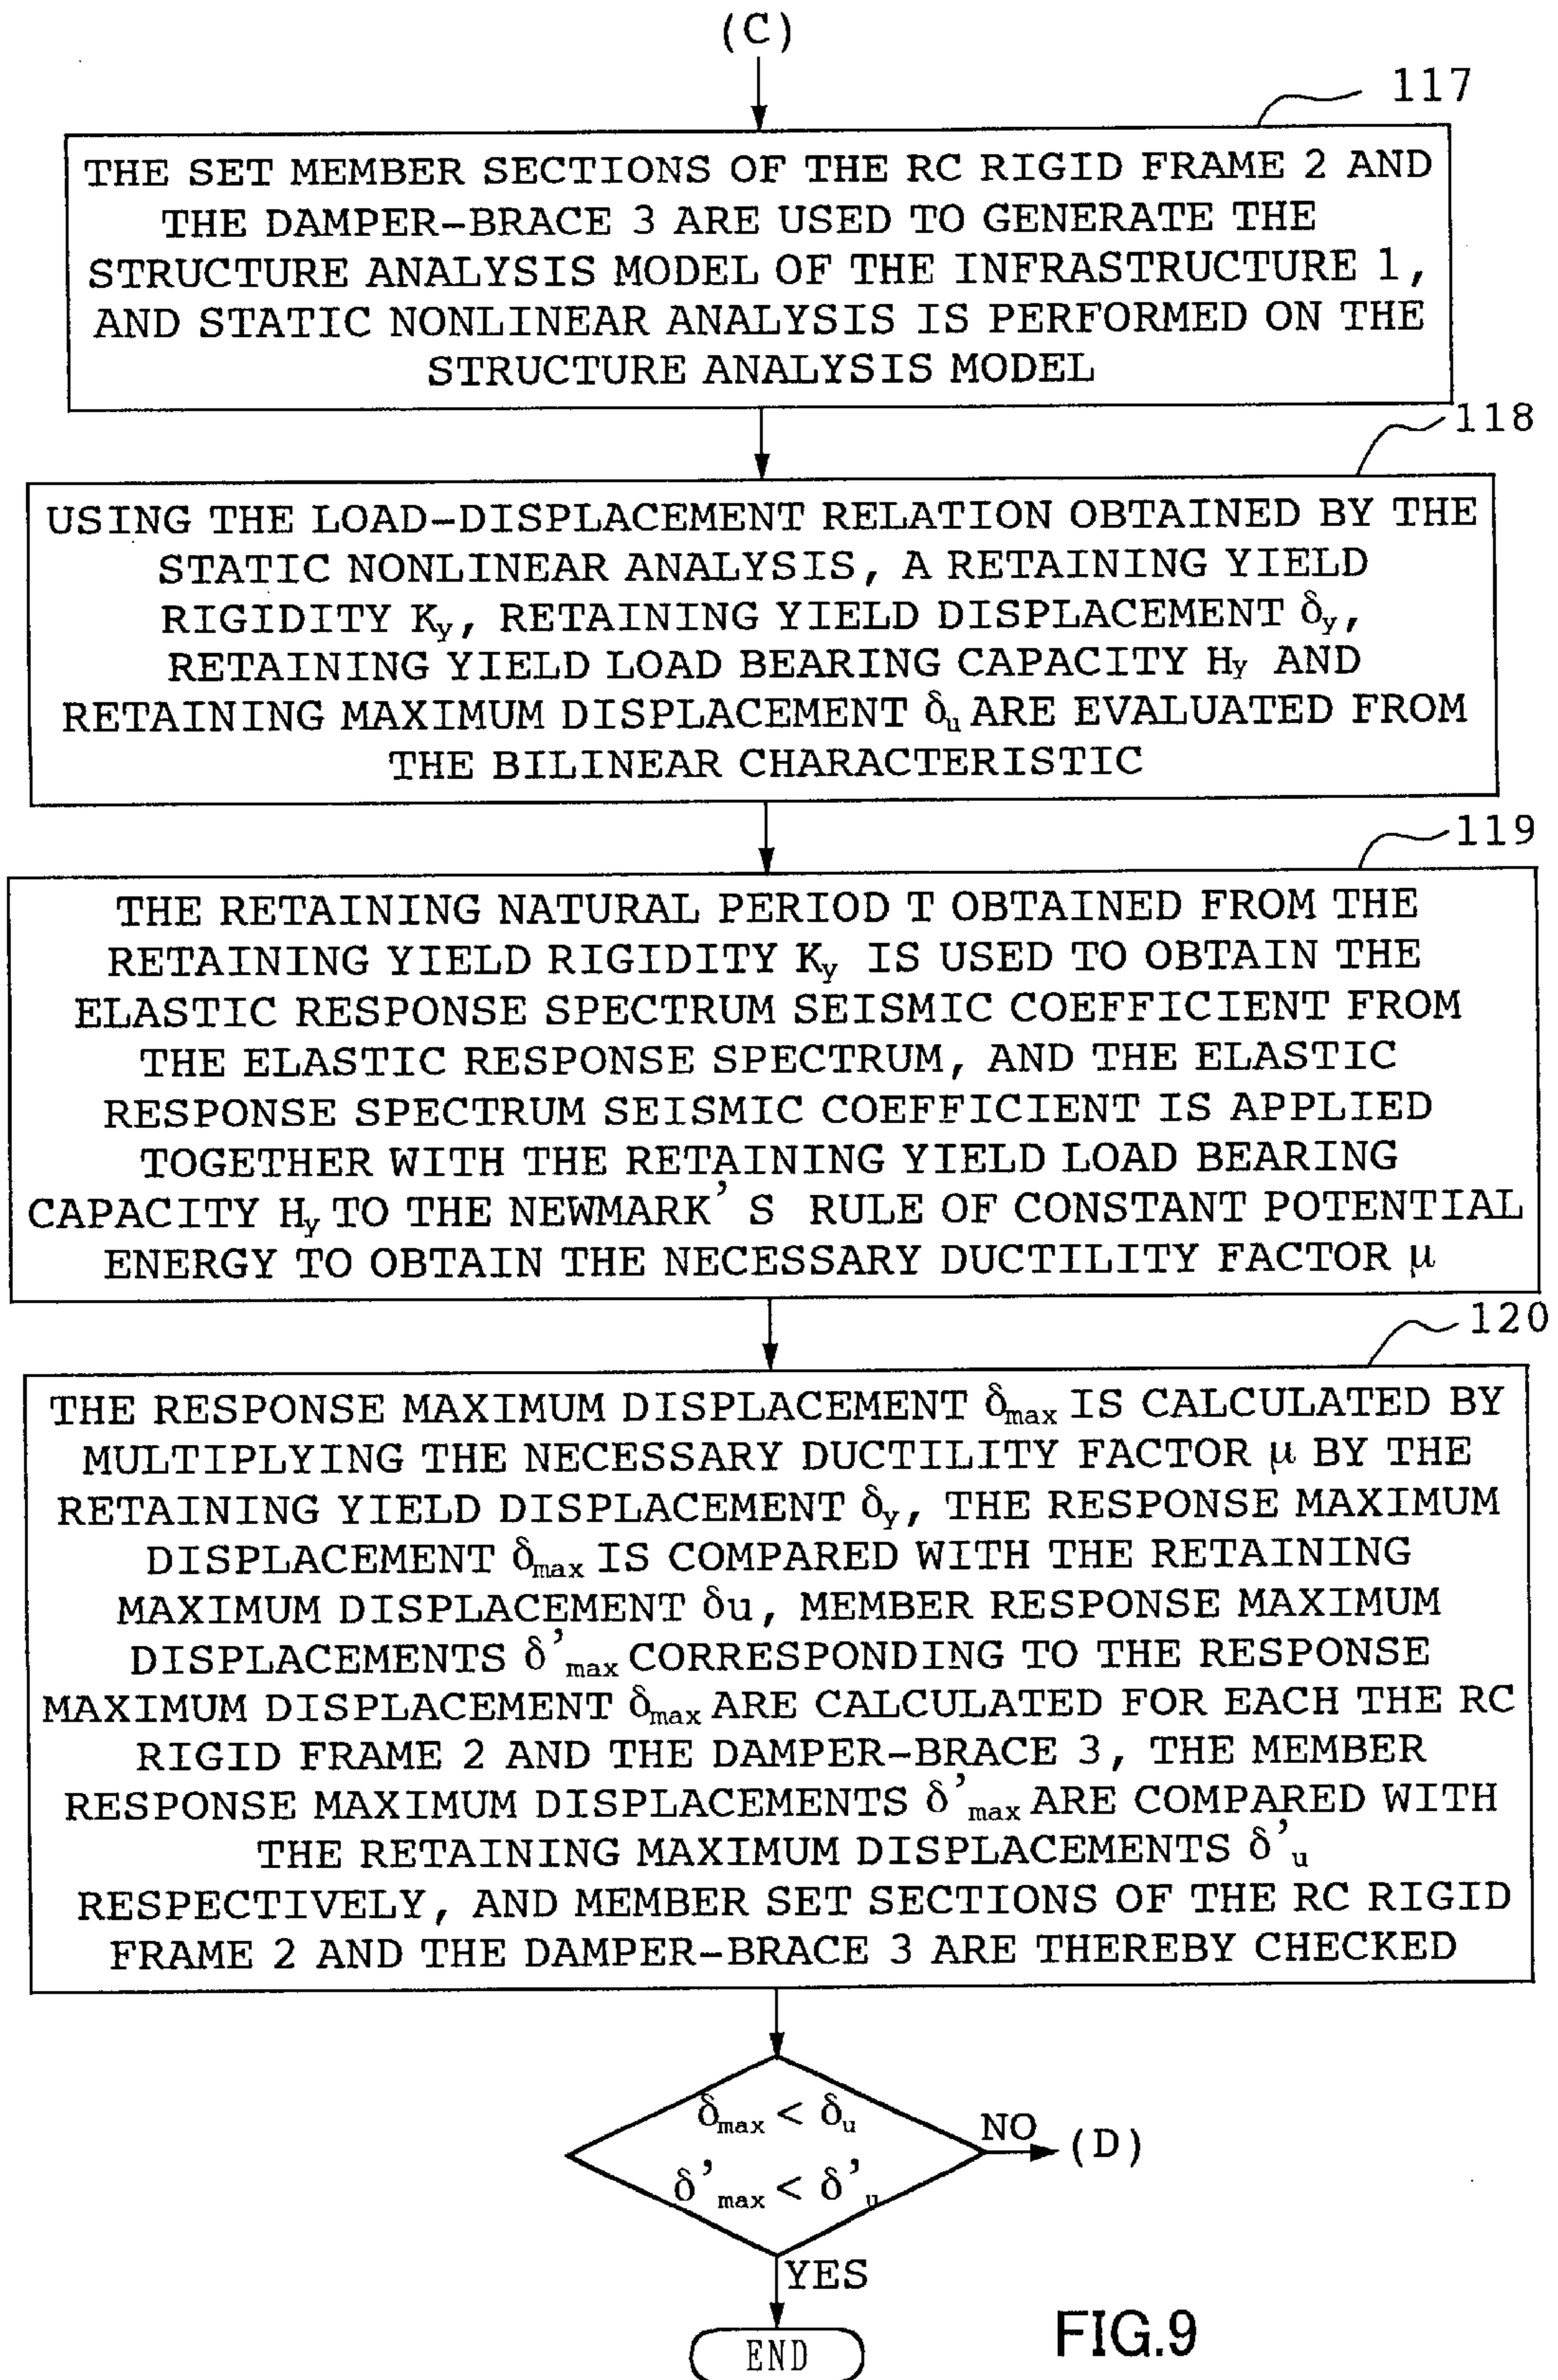 (C)
117
THE SET MEMBER SECTIONS OF THE RC RIGID FRAME 2 AND
THE DAMPER-BRACE 3 ARE USED TO GENERATE THE
STRUCTURE ANALYSIS MODEL OF THE INFRASTRUCTURE 1,
AND STATIC NONLINEAR ANALYSIS IS PERFORMED ON THE
STRUCTURE ANALYSIS MODEL
118
USING THE LOAD-DISPLACEMENT RELATION OBTAINED BY THE
STATIC NONLINEAR ANALYSIS, A RETAINING YIELD
RIGIDITY Ky, RETAINING YIELD DISPLACEMENT δy,
RETAINING YIELD LOAD BEARING CAPACITY Hy AND
RETAINING MAXIMUM DISPLACEMENT δu ARE EVALUATED FROM
THE BILINEAR CHARACTERISTIC
119
THE RETAINING NATURAL PERIOD T OBTAINED FROM THE
RETAINING YIELD RIGIDITY Ky IS USED TO OBTAIN THE
ELASTIC RESPONSE SPECTRUM SEISMIC COEFFICIENT FROM
THE ELASTIC RESPONSE SPECTRUM, AND THE ELASTIC
RESPONSE SPECTRUM SEISMIC COEFFICIENT IS APPLIED
TOGETHER WITH THE RETAINING YIELD LOAD BEARING
CAPACITY Hy TO THE NEWMARK'S RULE OF CONSTANT POTENTIAL
ENERGY TO OBTAIN THE NECESSARY DUCTILITY FACTOR μ
120
THE RESPONSE MAXIMUM DISPLACEMENT δmax IS CALCULATED BY
MULTIPLYING THE NECESSARY DUCTILITY FACTOR μ BY THE
RETAINING YIELD DISPLACEMENT δy, THE RESPONSE MAXIMUM
DISPLACEMENT δmax IS COMPARED WITH THE RETAINING
MAXIMUM DISPLACEMENT δu, MEMBER RESPONSE MAXIMUM
DISPLACEMENTS δ'max CORRESPONDING TO THE RESPONSE
MAXIMUM DISPLACEMENT δmax ARE CALCULATED FOR EACH THE RC
RIGID FRAME 2 AND THE DAMPER-BRACE 3, THE MEMBER
RESPONSE MAXIMUM DISPLACEMENTS δ'max ARE COMPARED WITH
THE RETAINING MAXIMUM DISPLACEMENTS δ'u
RESPECTIVELY, AND MEMBER SET SECTIONS OF THE RC RIGID
FRAME 2 AND THE DAMPER-BRACE 3 ARE THEREBY CHECKED
δmax < δu
δ'max < δ'u
NO
(D)
YES
END
FIG.9